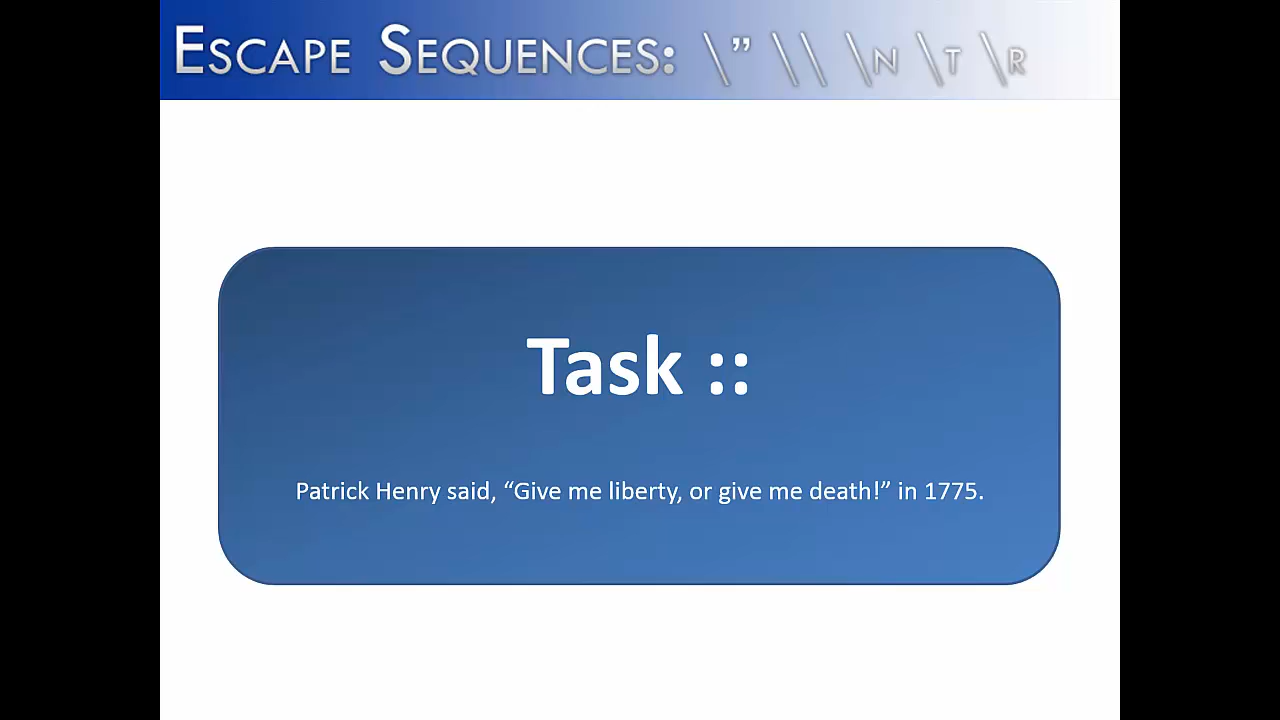 ESCAPE SEQUENCES: \” \\ \N \T \R
Task ::
Patrick Henry said, “Give me liberty, or give me death!” in 1775.